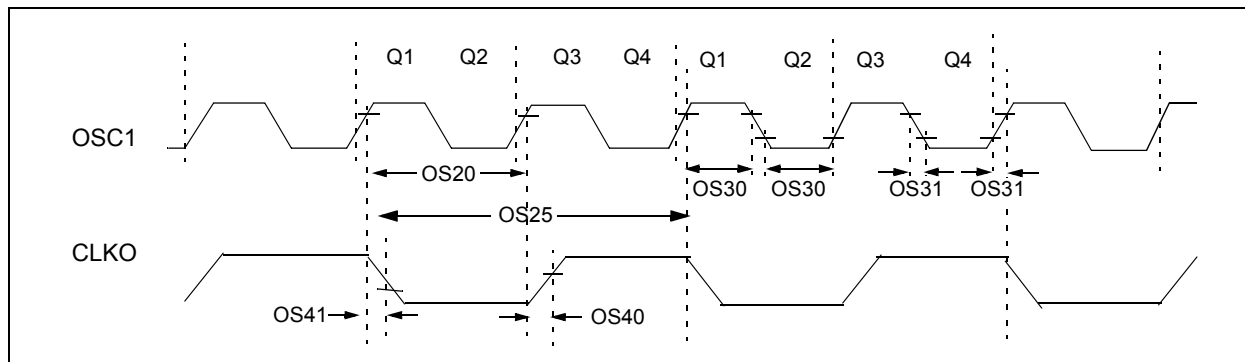 Q1 Q2 Q3 Q4 Q1 Q2 Q3 Q4
OSC1
OS20 OS30 OS30 OS31 OS31
OS25
CLKO
OS41 OS40